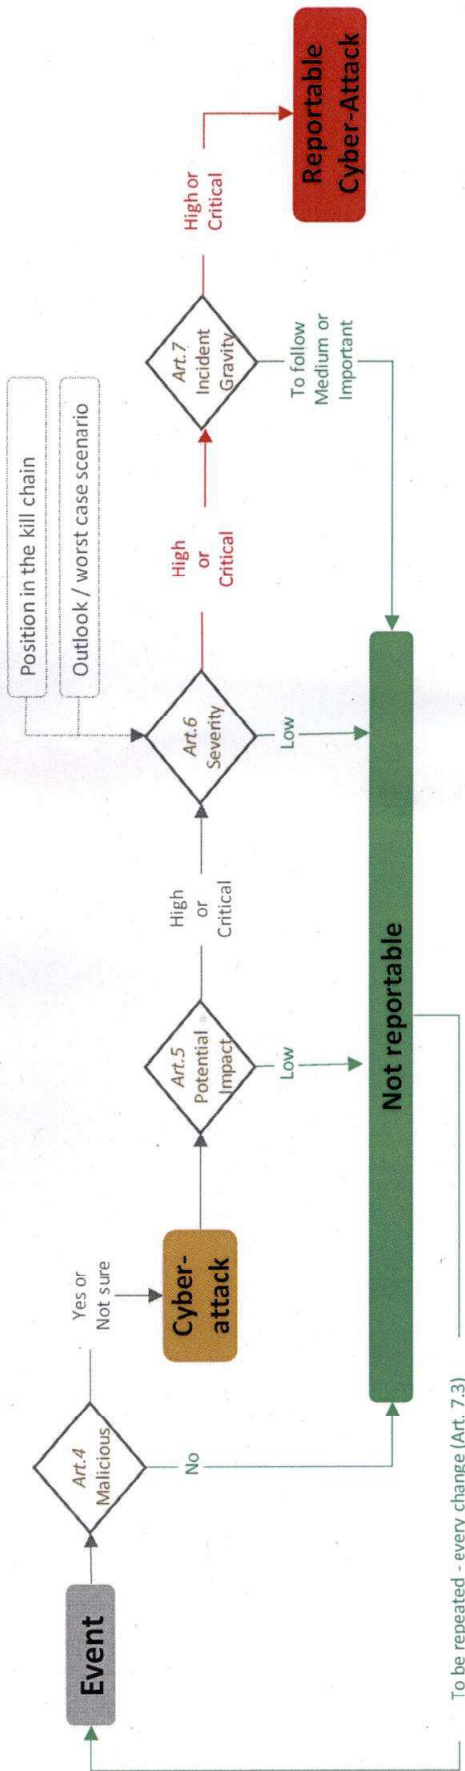 Event
Art.4
Malicious
Yes or
Not sure
No
Cyber-
attack
Art.5
Potential
Impact
Low
High
or
Critical
Position in the kill chain
Outlook / worst case scenario
Art.6
Severity
Low
High
or
Critical
Art.7
Incident
Gravity
To follow
Medium or
Important
High or
Critical
Reportable
Cyber-Attack
Not reportable
To be repeated - every change (Art. 7.3)